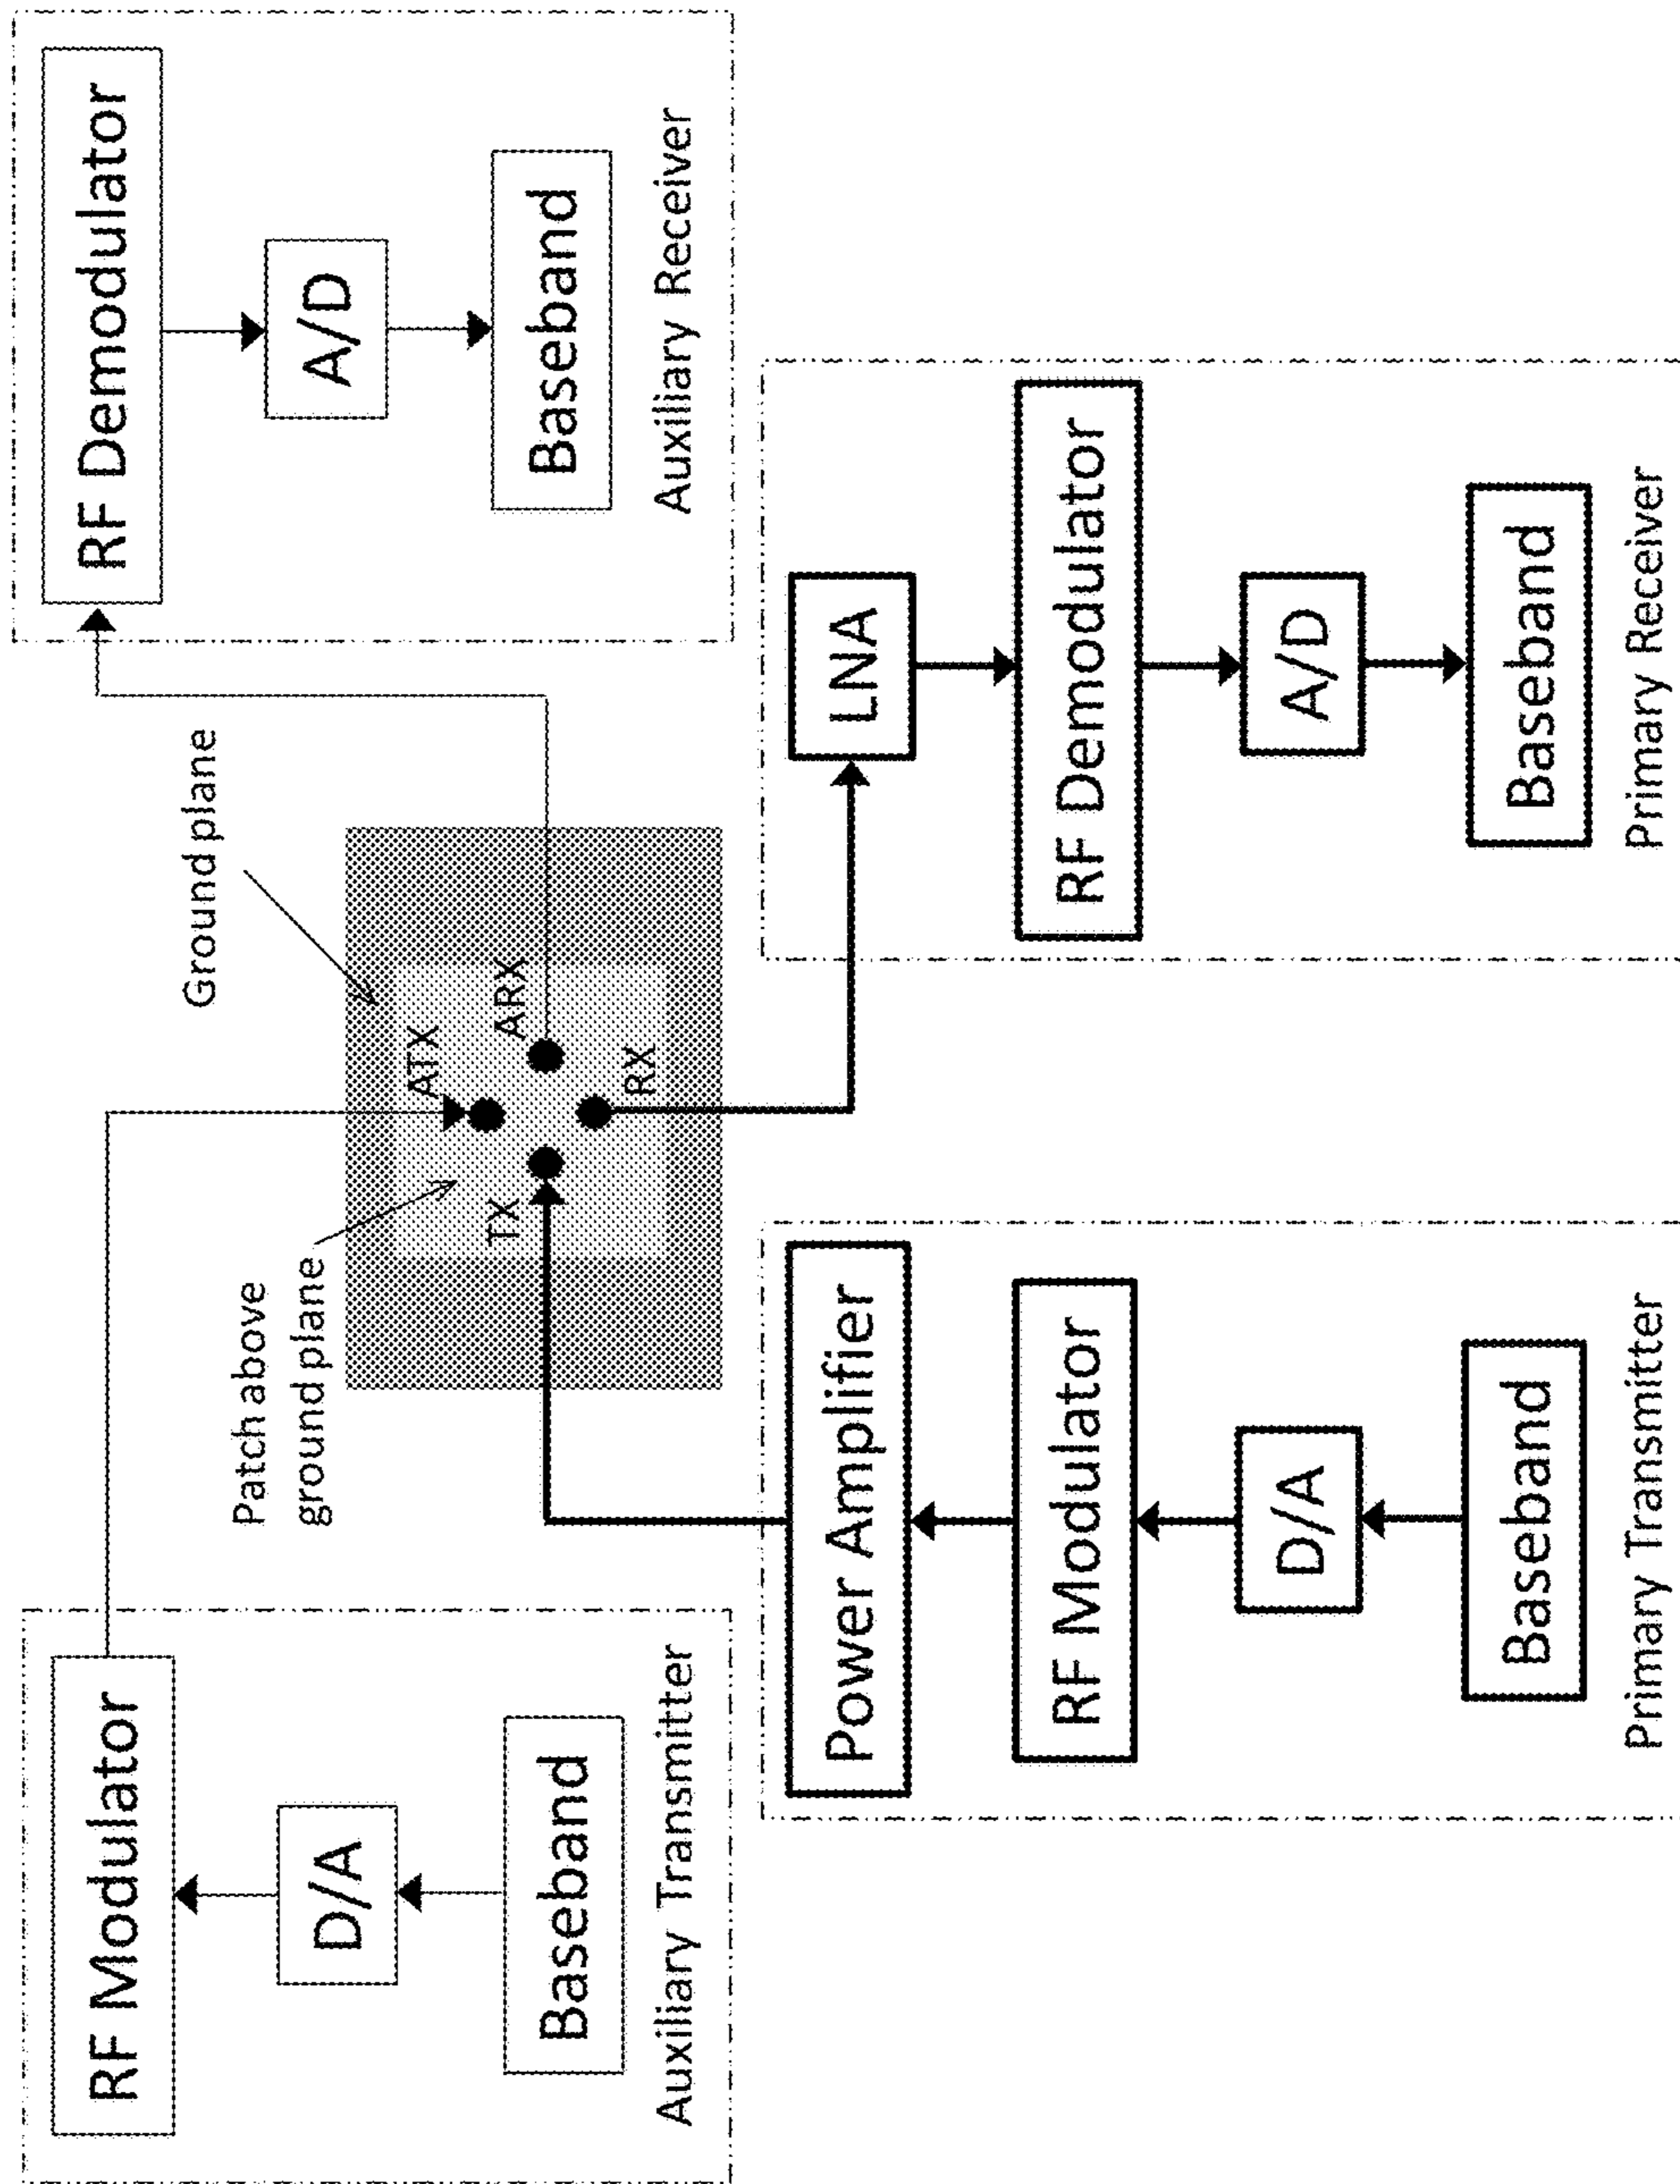 RF Modulator
D/A
Baseband
Auxiliary Transmitter
Patch above
ground plane
Ground plane
ATX
TX
ARX
RX
RF Demodulator
A/D
Baseband
Auxiliary Receiver
Power Amplifier
RF Modulator
D/A
Baseband
Primary Transmitter
LNA
RF Demodulator
A/D
Baseband
Primary Receiver